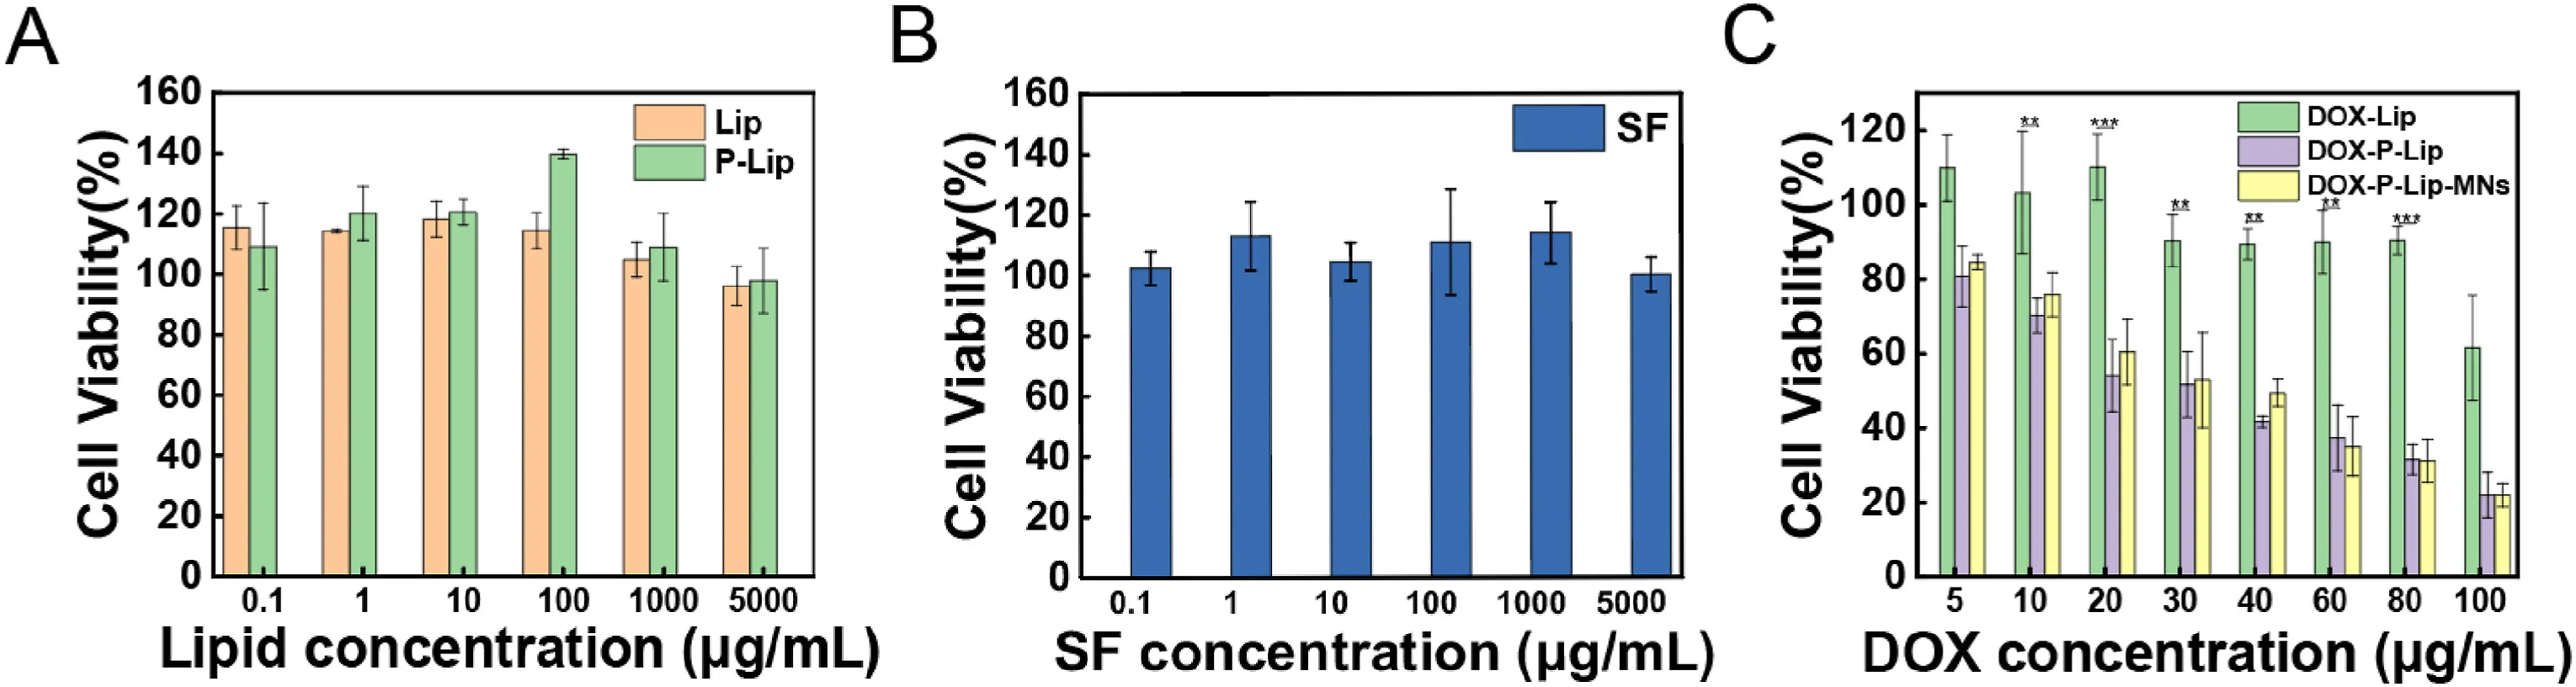 A
Cell Viability(%)
160
140
120
100
80
60
40
20
0
Lip
P-Lip
0.1 1 10 100 1000 5000
Lipid concentration (μg/mL)
B
Cell Viability(%)
160
140
120
100
80
60
40
20
0
SF
0.1 1 10 100 1000 5000
SF concentration (μg/mL)
C
Cell Viability(%)
120
100
80
60
40
20
0
DOX-Lip
DOX-P-Lip
DOX-P-Lip-MNs
** *** ** ** ** ***
5 10 20 30 40 60 80 100
DOX concentration (μg/mL)